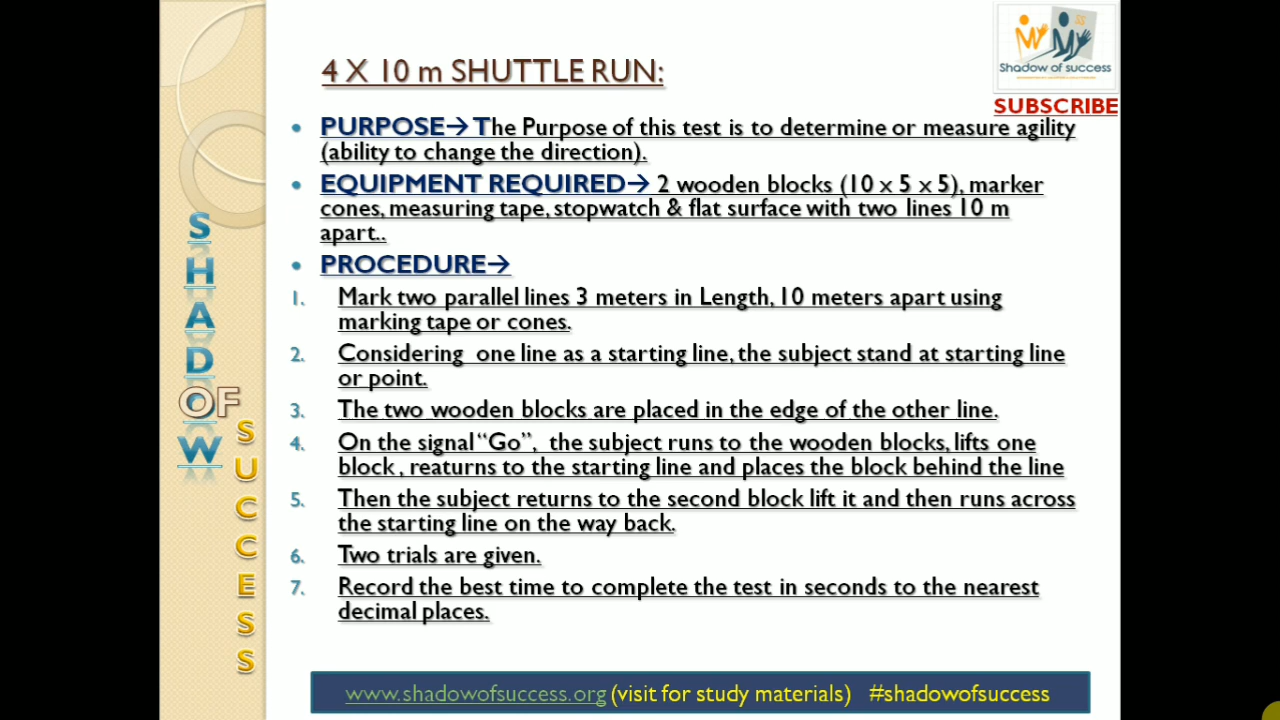 4 X 10 m SHUTTLE RUN:
Shadow of success
SUBSCRIBE
• PURPOSE→ The Purpose of this test is to determine or measure agility
(ability to change the direction).
• EQUIPMENT REQUIRED→ 2 wooden blocks (10 x 5 x 5), marker
cones, measuring tape, stopwatch & flat surface with two lines 10 m
apart..
• PROCEDURE→
1. Mark two parallel lines 3 meters in Length, 10 meters apart using
marking tape or cones.
2. Considering one line as a starting line, the subject stand at starting line
or point.
3. The two wooden blocks are placed in the edge of the other line.
4. On the signal “Go”, the subject runs to the wooden blocks, lifts one
block , reaturns to the starting line and places the block behind the line
5. Then the subject returns to the second block lift it and then runs across
the starting line on the way back.
6. Two trials are given.
7. Record the best time to complete the test in seconds to the nearest
decimal places.
SHADOW
OF
SUCCESS
www.shadowofsuccess.org (visit for study materials) #shadowofsuccess